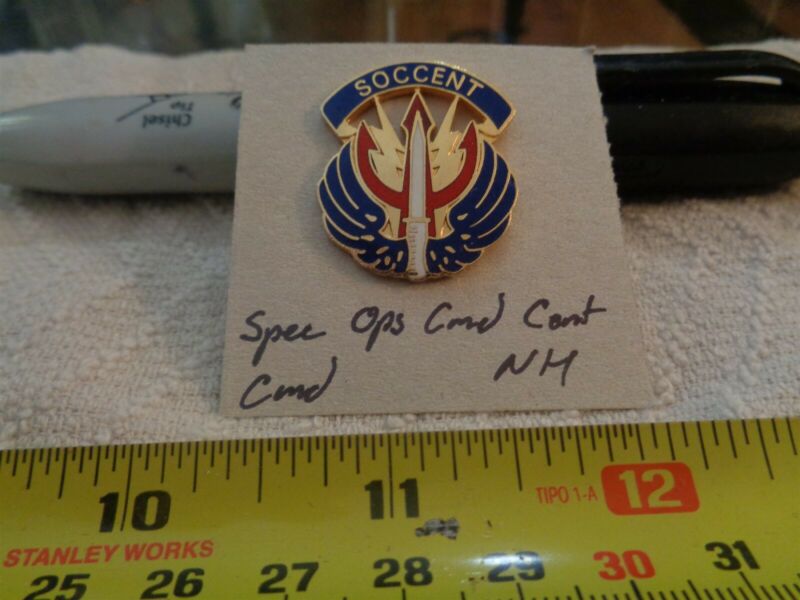 SOCCENT
Chisel
Tip
Spec Ops Cmd Cent
Cmd NH
10 11 TIPO 1-A 12
STANLEY WORKS
25 26 27 28 29 30 31